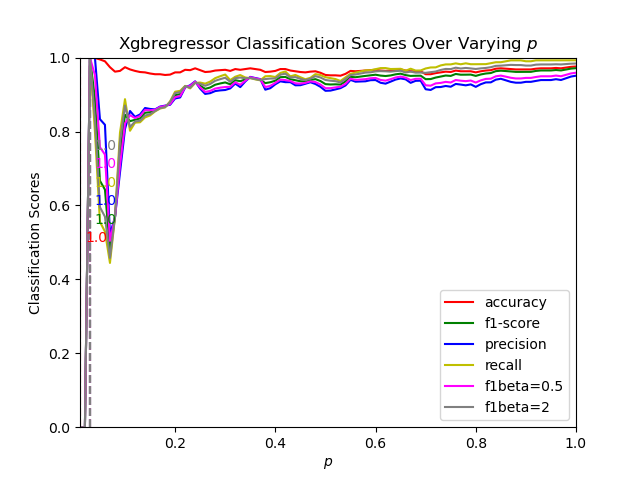 Xgbregressor Classification Scores Over Varying p
Classification Scores
1.0
0.8
0.6
0.4
0.2
0.0
1.0
1.0
1.0
accuracy
f1-score
precision
recall
f1beta=0.5
f1beta=2
0.2
0.4
0.6
0.8
1.0
p